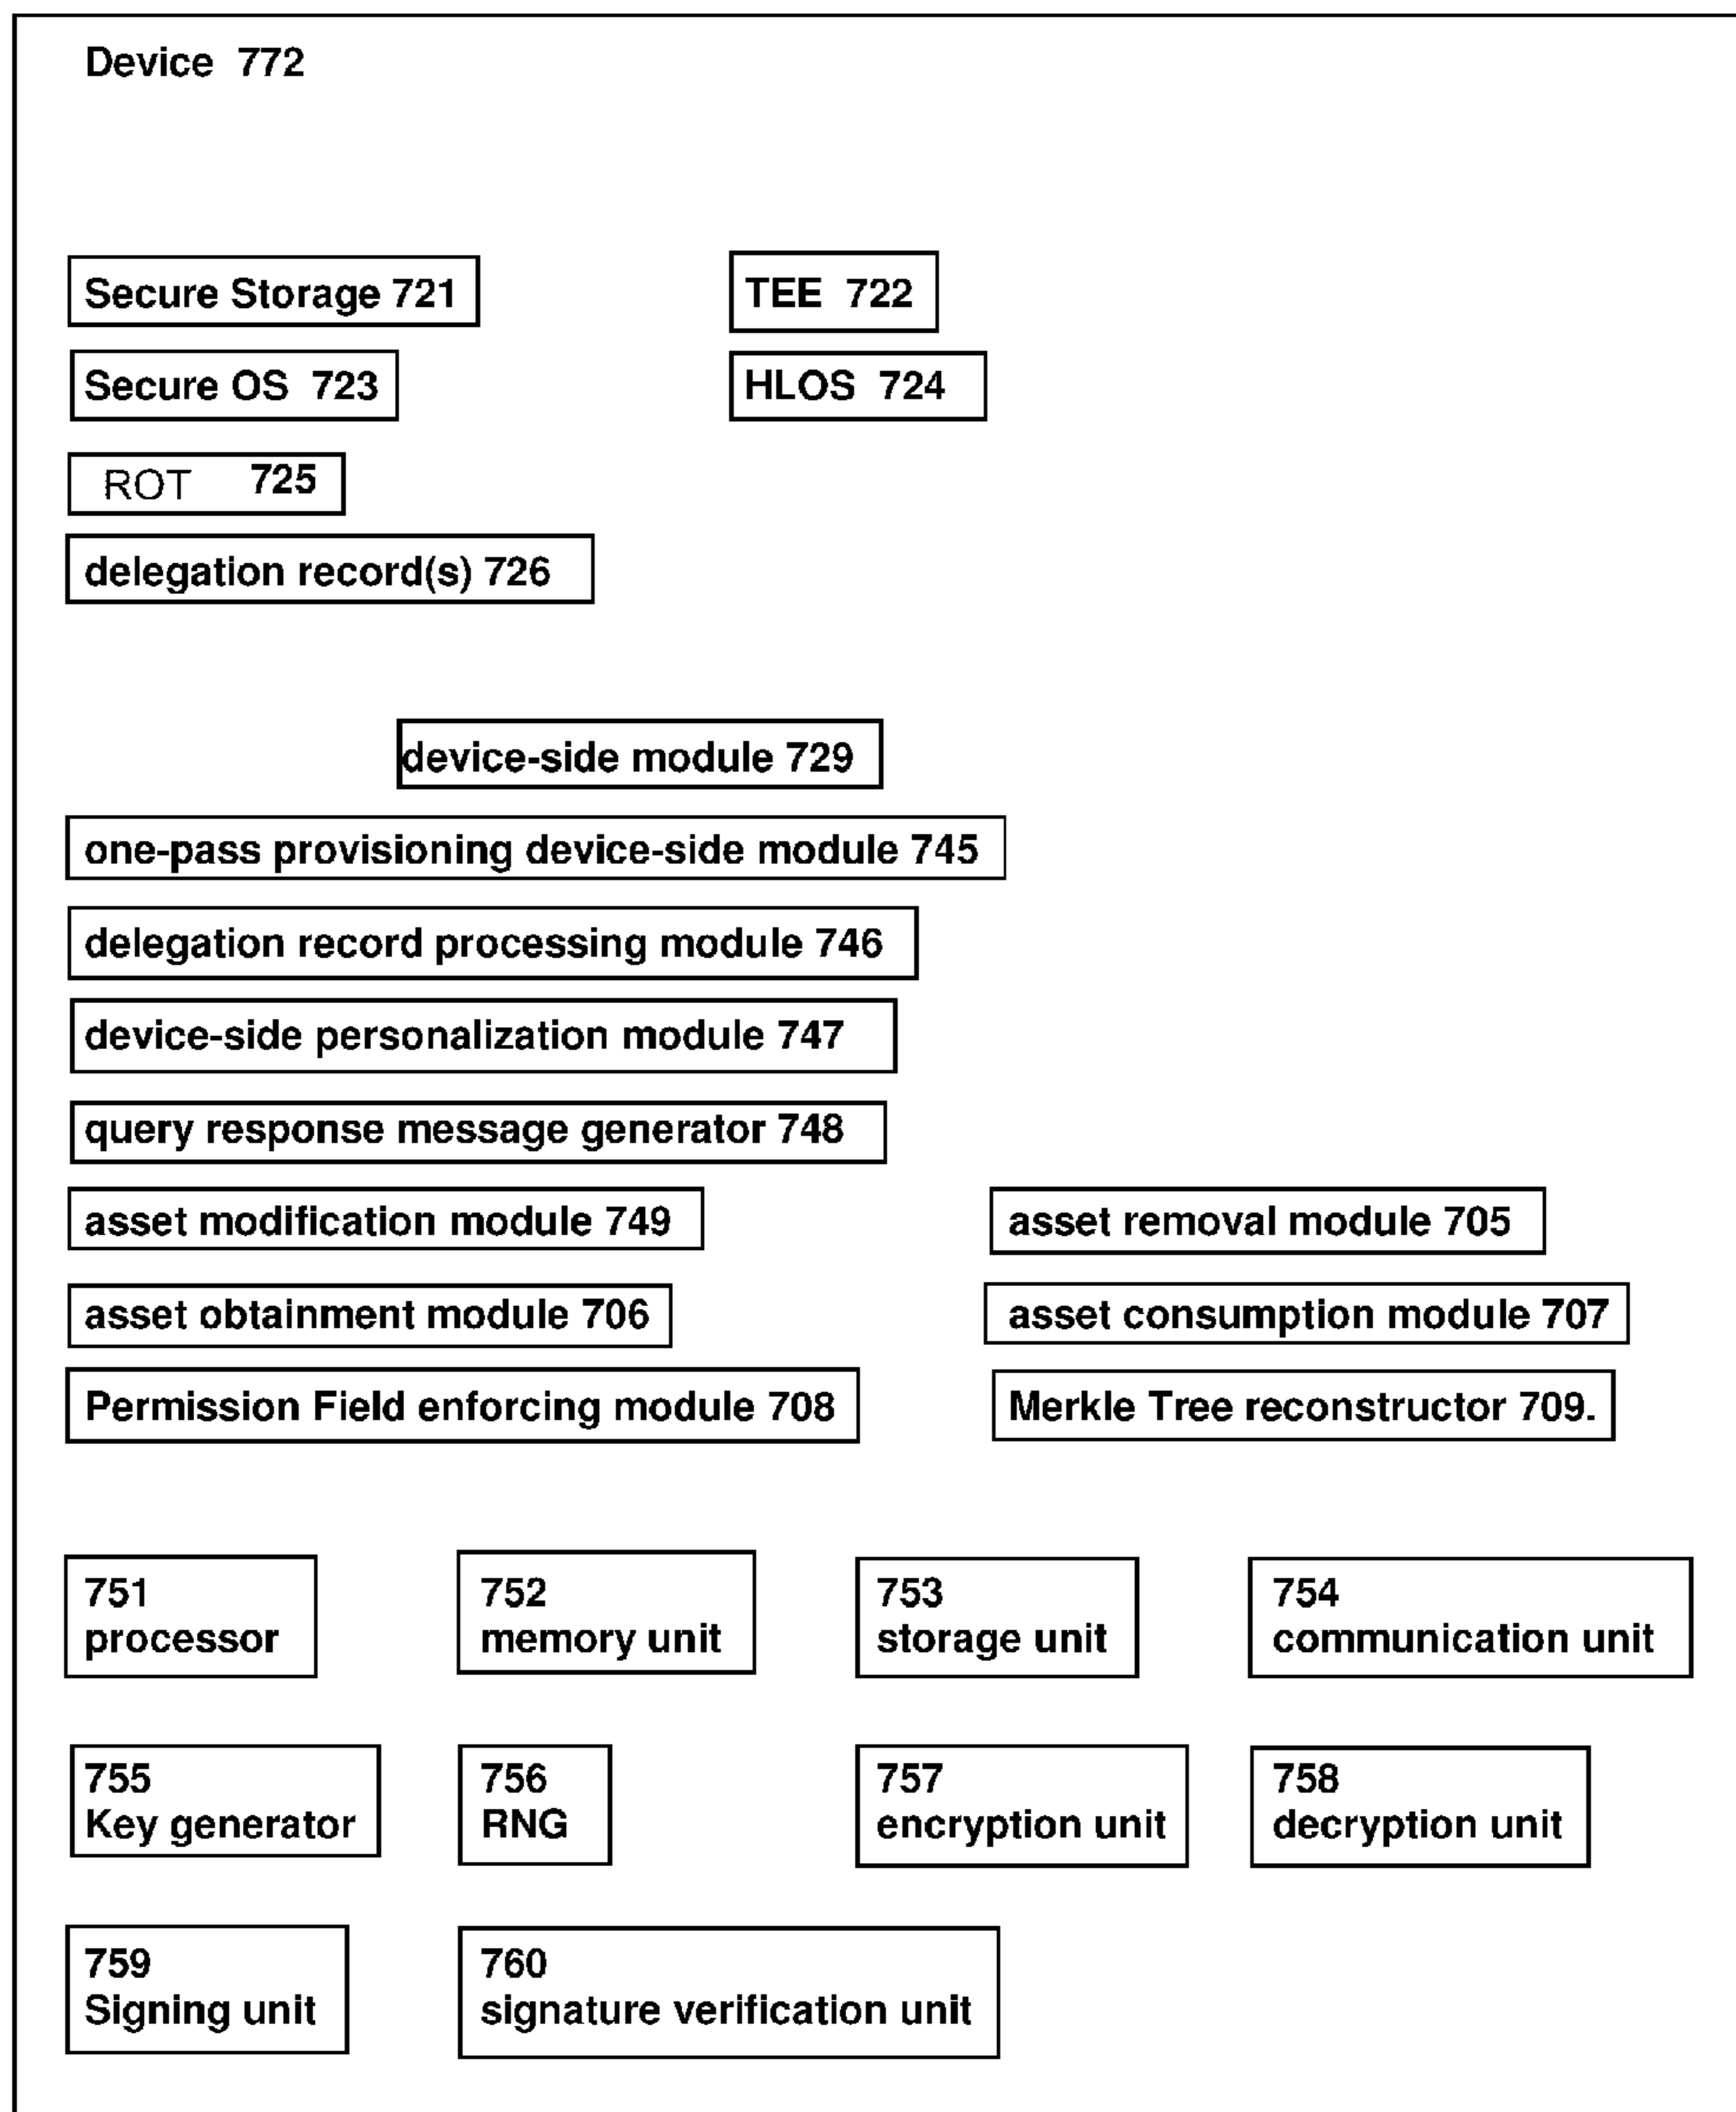 Device 772
Secure Storage 721
TEE 722
Secure OS 723
HLOS 724
ROT 725
delegation record(s) 726
device-side module 729
one-pass provisioning device-side module 745
delegation record processing module 746
device-side personalization module 747
query response message generator 748
asset modification module 749
asset removal module 705
asset obtainment module 706
asset consumption module 707
Permission Field enforcing module 708
Merkle Tree reconstructor 709.
751
processor
752
memory unit
753
storage unit
754
communication unit
755
Key generator
756
RNG
757
encryption unit
758
decryption unit
759
Signing unit
760
signature verification unit